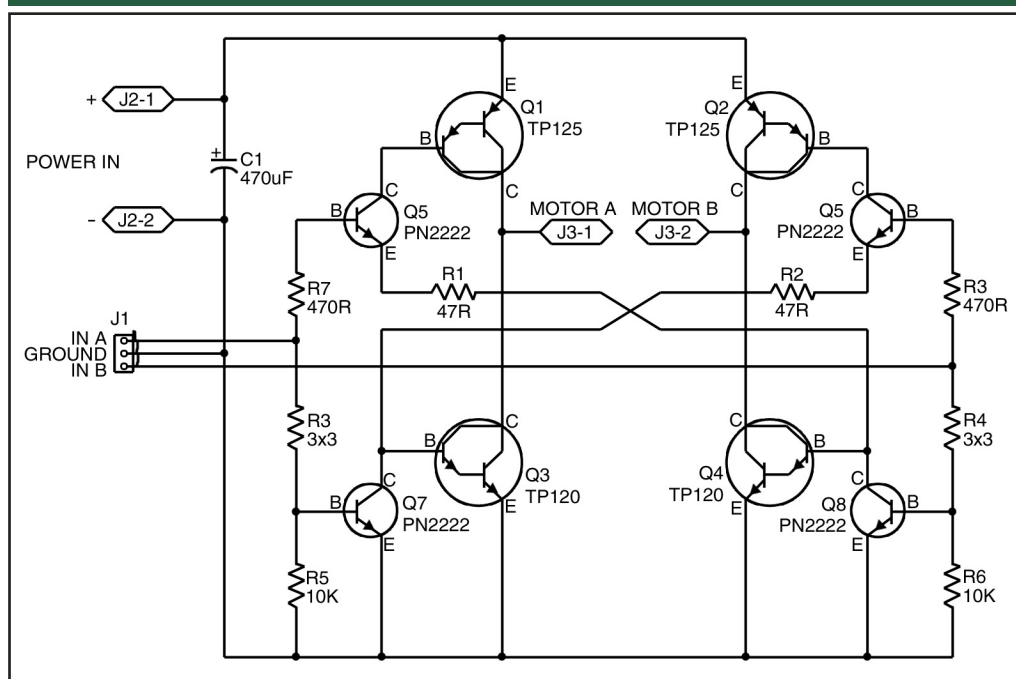 E
E
+ J2-1
Q1
TP125
Q2
TP125
B
B
POWER IN
+
C1
470uF
C
C
C
C
– J2-2
B
Q5
PN2222
MOTOR A
J3-1
MOTOR B
J3-2
Q5
PN2222
B
E
E
R7
470R
R1
47R
R2
47R
R3
470R
J1
IN A
GROUND
IN B
R3
3x3
R4
3x3
C
C
B
B
Q3
TP120
Q4
TP120
C
C
B
Q7
PN2222
Q8
PN2222
B
E
E
E
E
R5
10K
R6
10K